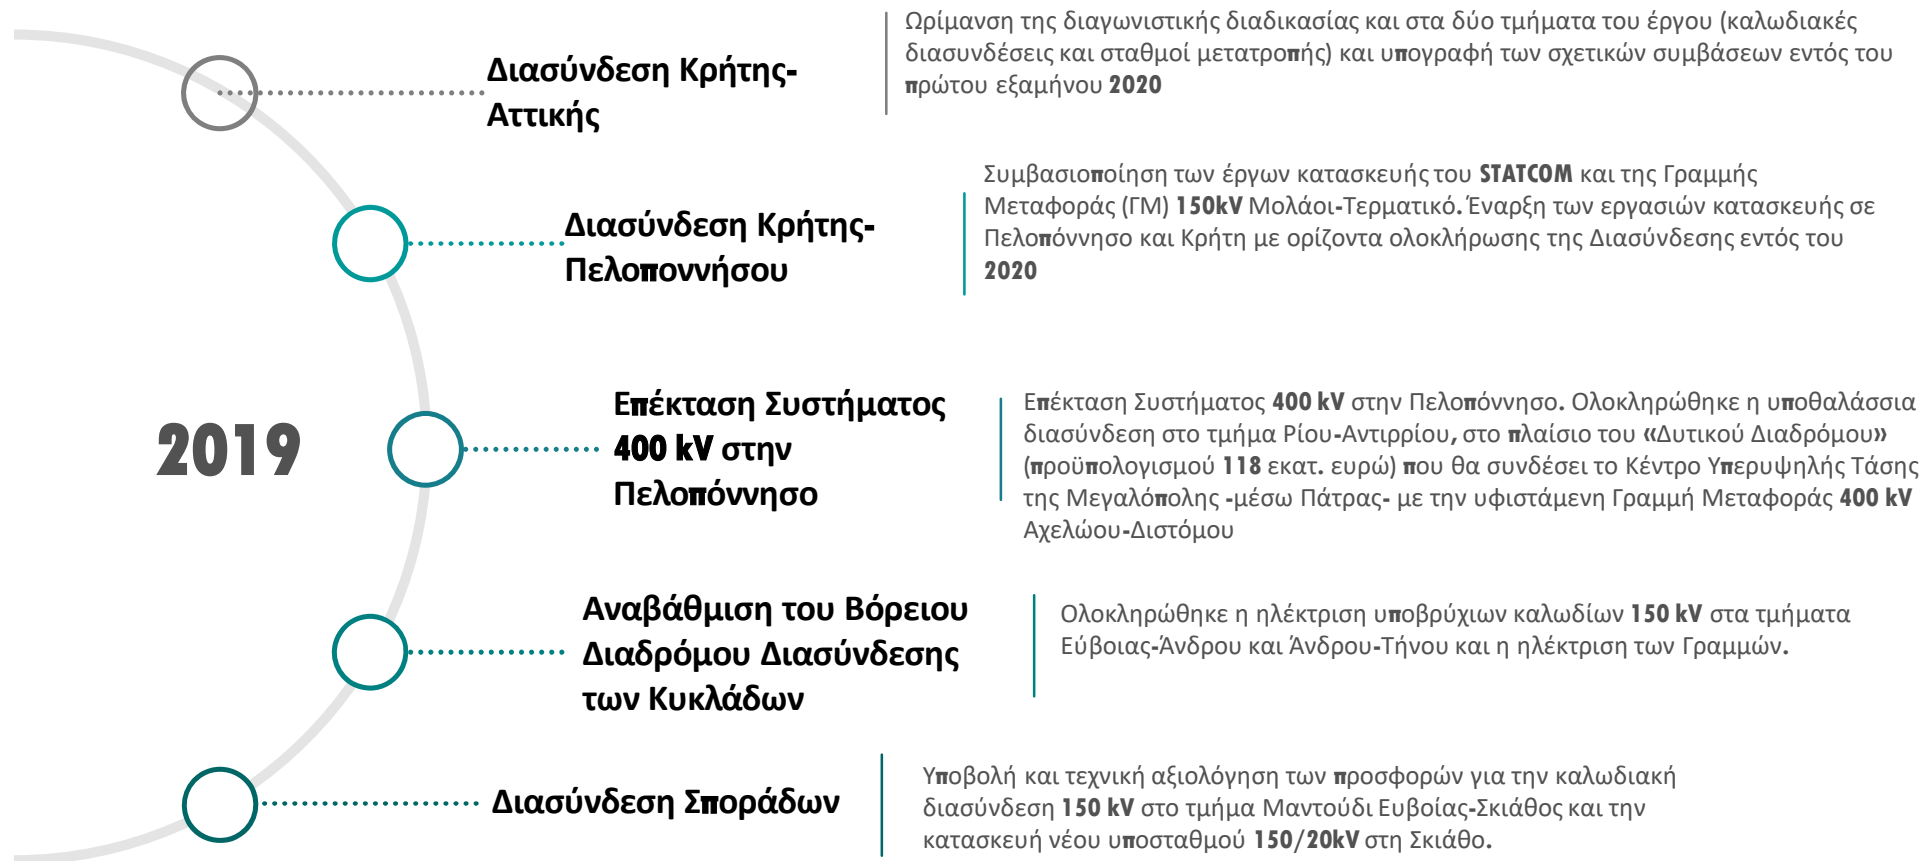 2019
Διασύνδεση Κρήτης-
Αττικής
Ωρίμανση της διαγωνιστικής διαδικασίας και στα δύο τμήματα του έργου (καλωδιακές
διασυνδέσεις και σταθμοί μετατροπής) και υπογραφή των σχετικών συμβάσεων εντός του
πρώτου εξαμήνου 2020
Διασύνδεση Κρήτης-
Πελοποννήσου
Συμβασιοποίηση των έργων κατασκευής του STATCOM και της Γραμμής
Μεταφοράς (ΓΜ) 150kV Μολάοι-Τερματικό. Έναρξη των εργασιών κατασκευής σε
Πελοπόννησο και Κρήτη με ορίζοντα ολοκλήρωσης της Διασύνδεσης εντός του
2020
Επέκταση Συστήματος
400 kV στην
Πελοπόννησο
Επέκταση Συστήματος 400 kV στην Πελοπόννησο. Ολοκληρώθηκε η υποθαλάσσια
διασύνδεση στο τμήμα Ρίου-Αντιρρίου, στο πλαίσιο του «Δυτικού Διαδρόμου»
(προϋπολογισμού 118 εκατ. ευρώ) που θα συνδέσει το Κέντρο Υπερυψηλής Τάσης
της Μεγαλόπολης -μέσω Πάτρας- με την υφιστάμενη Γραμμή Μεταφοράς 400 kV
Αχελώου-Διστόμου
Αναβάθμιση του Βόρειου
Διαδρόμου Διασύνδεσης
των Κυκλάδων
Ολοκληρώθηκε η ηλέκτριση υποβρύχιων καλωδίων 150 kV στα τμήματα
Εύβοιας-Άνδρου και Άνδρου-Τήνου και η ηλέκτριση των Γραμμών.
Διασύνδεση Σποράδων
Υποβολή και τεχνική αξιολόγηση των προσφορών για την καλωδιακή
διασύνδεση 150 kV στο τμήμα Μαντούδι Ευβοίας-Σκιάθος και την
κατασκευή νέου υποσταθμού 150/20kV στη Σκιάθο.